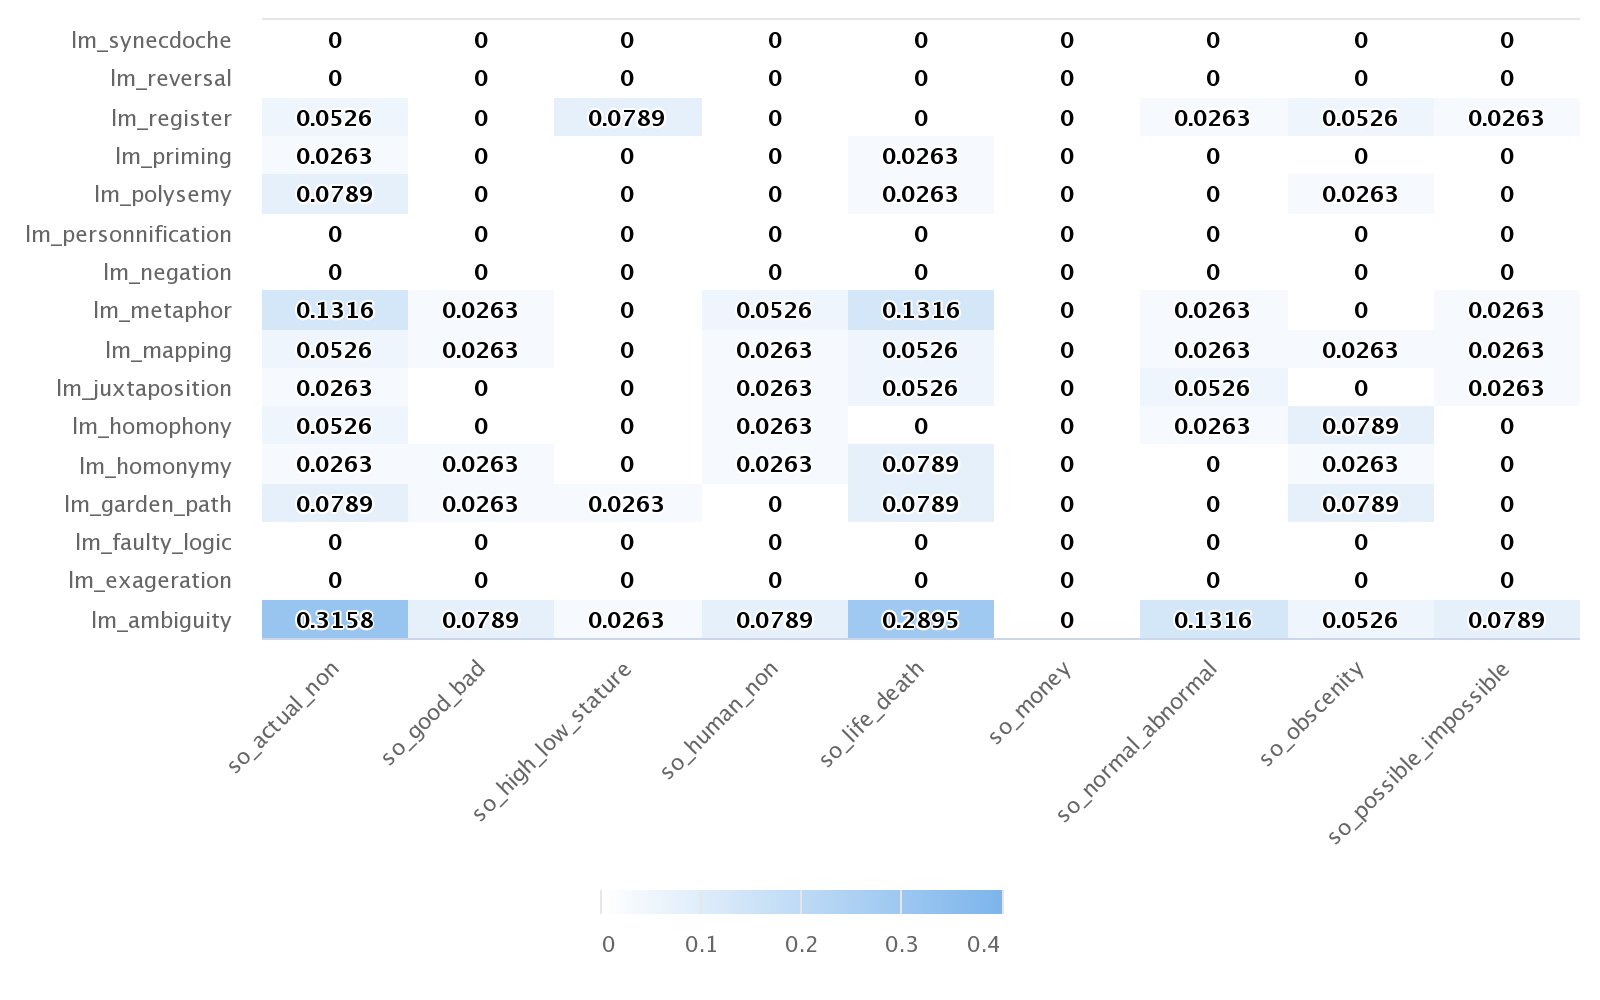 lm_synecdoche 0 0 0 0 0 0 0 0 0
lm_reversal 0 0 0 0 0 0 0 0 0
lm_register 0.0526 0 0.0789 0 0 0 0.0263 0.0526 0.0263
lm_priming 0.0263 0 0 0 0.0263 0 0 0 0
lm_polysemy 0.0789 0 0 0 0.0263 0 0 0.0263 0
lm_personnification 0 0 0 0 0 0 0 0 0
lm_negation 0 0 0 0 0 0 0 0 0
lm_metaphor 0.1316 0.0263 0 0.0526 0.1316 0 0.0263 0 0.0263
lm_mapping 0.0526 0.0263 0 0.0263 0.0526 0 0.0263 0.0263 0.0263
lm_juxtaposition 0.0263 0 0 0.0263 0.0526 0 0.0526 0 0.0263
lm_homophony 0.0526 0 0 0.0263 0 0 0.0263 0.0789 0
lm_homonymy 0.0263 0.0263 0 0.0263 0.0789 0 0 0.0263 0
lm_garden_path 0.0789 0.0263 0.0263 0 0.0789 0 0 0.0789 0
lm_faulty_logic 0 0 0 0 0 0 0 0 0
lm_exageration 0 0 0 0 0 0 0 0 0
lm_ambiguity 0.3158 0.0789 0.0263 0.0789 0.2895 0 0.1316 0.0526 0.0789
so_actual_non so_good_bad so_high_low_stature so_human_non so_life_death so_money so_normal_abnormal so_obscenity so_possible_impossible
0 0.1 0.2 0.3 0.4